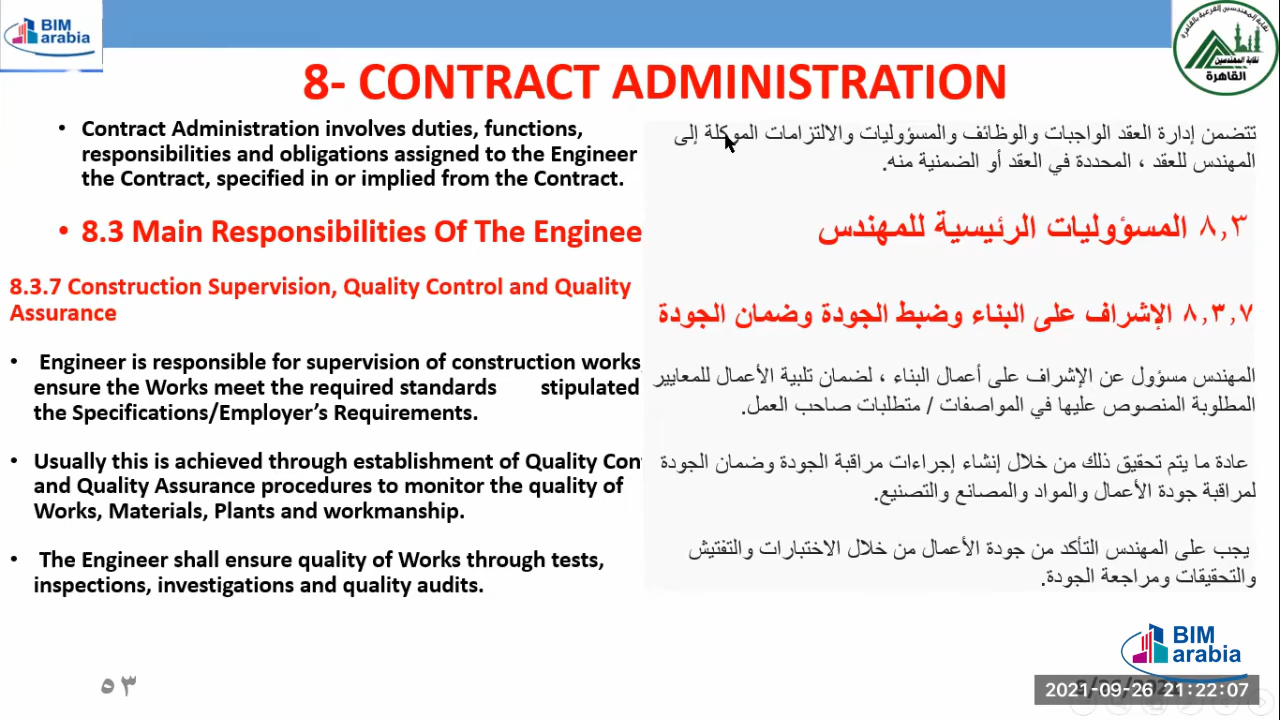 BIM
arabia
نقابة المهندسين الفرعية بالقاهرة
نقابة المهندسين
القاهرة
8- CONTRACT ADMINISTRATION
• Contract Administration involves duties, functions,
responsibilities and obligations assigned to the Engineer
the Contract, specified in or implied from the Contract.
• 8.3 Main Responsibilities Of The Enginee
8.3.7 Construction Supervision, Quality Control and Quality
Assurance
• Engineer is responsible for supervision of construction works
ensure the Works meet the required standards stipulated
the Specifications/Employer’s Requirements.
• Usually this is achieved through establishment of Quality Con
and Quality Assurance procedures to monitor the quality of
Works, Materials, Plants and workmanship.
• The Engineer shall ensure quality of Works through tests,
inspections, investigations and quality audits.
تتضمن إدارة العقد الواجبات والوظائف والمسؤوليات والالتزامات الموكلة إلى
المهندس للعقد ، المحددة في العقد أو الضمنية منه.
٨,٣ المسؤوليات الرئيسية للمهندس
٨,٣,٧ الإشراف على البناء وضبط الجودة وضمان الجودة
المهندس مسؤول عن الإشراف على أعمال البناء ، لضمان تلبية الأعمال للمعايير
المطلوبة المنصوص عليها في المواصفات / متطلبات صاحب العمل.
عادة ما يتم تحقيق ذلك من خلال إنشاء إجراءات مراقبة الجودة وضمان الجودة
لمراقبة جودة الأعمال والمواد والمصانع والتصنيع.
يجب على المهندس التأكد من جودة الأعمال من خلال الاختبارات والتفتيش
والتحقيقات ومراجعة الجودة.
BIM
arabia
٥٣
2021-09-26 21:22:07